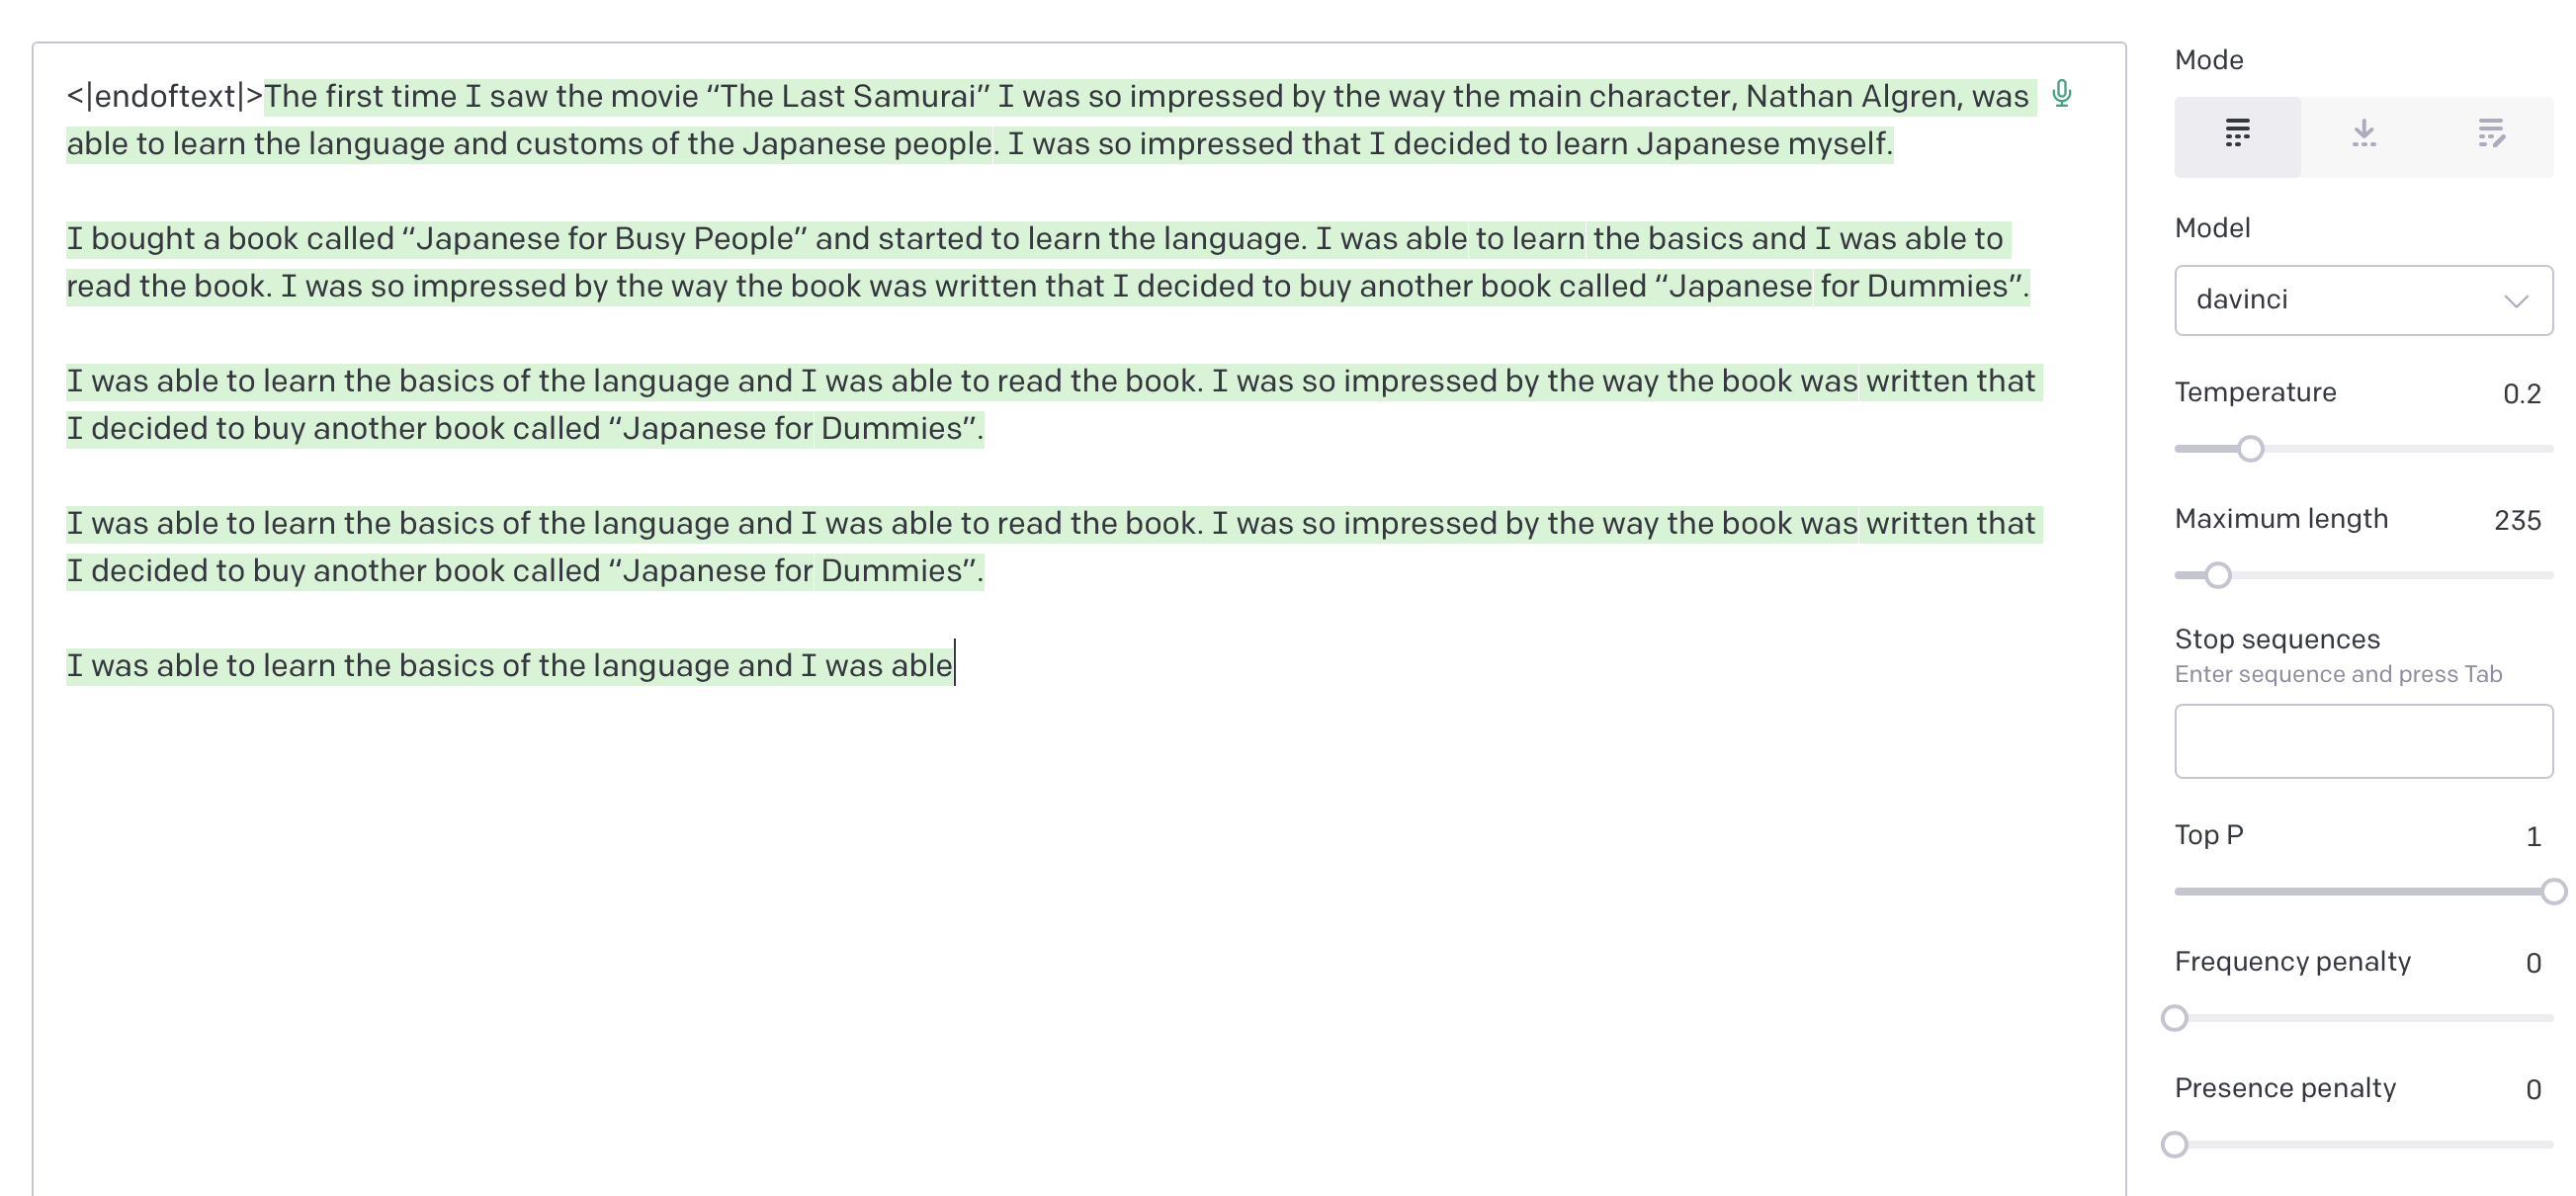 <|endoftext|>The first time I saw the movie “The Last Samurai” I was so impressed by the way the main character, Nathan Algren, was
able to learn the language and customs of the Japanese people. I was so impressed that I decided to learn Japanese myself.
I bought a book called “Japanese for Busy People” and started to learn the language. I was able to learn the basics and I was able to
read the book. I was so impressed by the way the book was written that I decided to buy another book called “Japanese for Dummies”.
I was able to learn the basics of the language and I was able to read the book. I was so impressed by the way the book was written that
I decided to buy another book called “Japanese for Dummies”.
I was able to learn the basics of the language and I was able to read the book. I was so impressed by the way the book was written that
I decided to buy another book called “Japanese for Dummies”.
I was able to learn the basics of the language and I was able
Mode
Model
davinci
Temperature 0.2
Maximum length 235
Stop sequences
Enter sequence and press Tab
Top P 1
Frequency penalty 0
Presence penalty 0